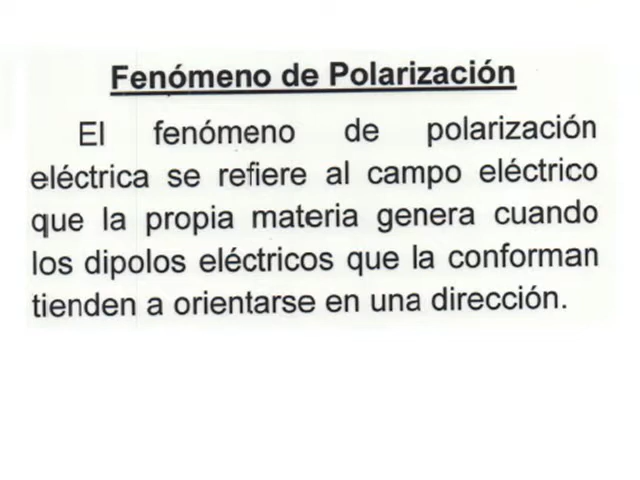 Fenómeno de Polarización
El fenómeno de polarización
eléctrica se refiere al campo eléctrico
que la propia materia genera cuando
los dipolos eléctricos que la conforman
tienden a orientarse en una dirección.